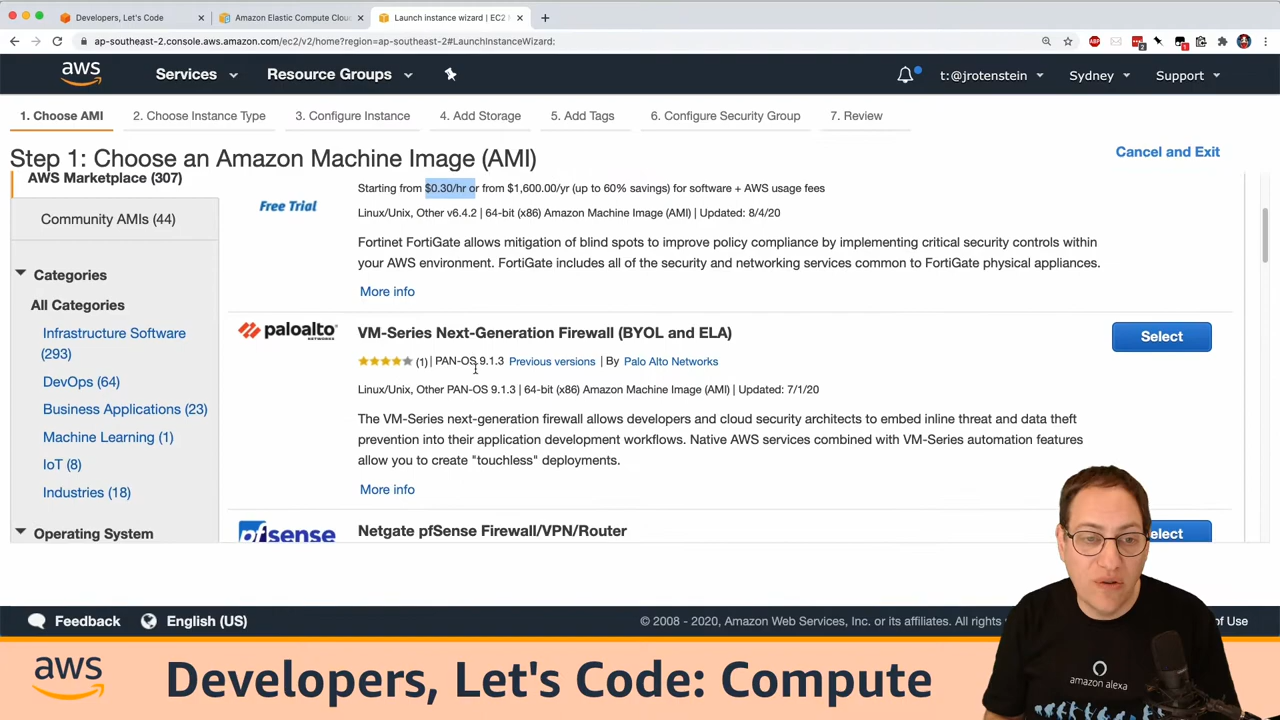 Developers, Let's Code
Amazon Elastic Compute Clou
Launch instance wizard | EC2
ap-southeast-2.console.aws.amazon.com/ec2/v2/home?region=ap-southeast-2#LaunchInstanceWizard:
aws
Services
Resource Groups
t:@jrotenstein
Sydney
Support
1. Choose AMI
2. Choose Instance Type
3. Configure Instance
4. Add Storage
5. Add Tags
6. Configure Security Group
7. Review
Step 1: Choose an Amazon Machine Image (AMI)
Cancel and Exit
AWS Marketplace (307)
Community AMIs (44)
Categories
All Categories
Infrastructure Software
(293)
DevOps (64)
Business Applications (23)
Machine Learning (1)
IoT (8)
Industries (18)
Operating System
Free Trial
Starting from $0.30/hr or from $1,600.00/yr (up to 60% savings) for software + AWS usage fees
Linux/Unix, Other v6.4.2 | 64-bit (x86) Amazon Machine Image (AMI) | Updated: 8/4/20
Fortinet FortiGate allows mitigation of blind spots to improve policy compliance by implementing critical security controls within
your AWS environment. FortiGate includes all of the security and networking services common to FortiGate physical appliances.
More info
paloalto
NETWORKS
VM-Series Next-Generation Firewall (BYOL and ELA)
Select
(1) | PAN-OS 9.1.3 Previous versions | By Palo Alto Networks
Linux/Unix, Other PAN-OS 9.1.3 | 64-bit (x86) Amazon Machine Image (AMI) | Updated: 7/1/20
The VM-Series next-generation firewall allows developers and cloud security architects to embed inline threat and data theft
prevention into their application development workflows. Native AWS services combined with VM-Series automation features
allow you to create "touchless" deployments.
More info
pfsense
Netgate pfSense Firewall/VPN/Router
elect
Feedback
English (US)
© 2008 - 2020, Amazon Web Services, Inc. or its affiliates. All rights
of Use
amazon alexa
aws
Developers, Let's Code: Compute